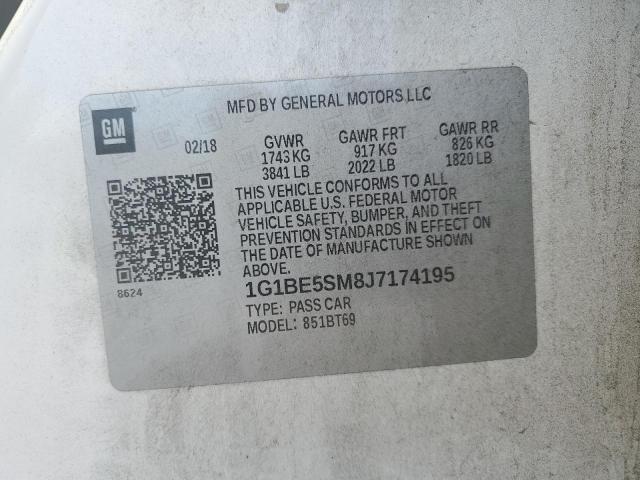 GM
MFD BY GENERAL MOTORS LLC
02/18 GVWR GAWR FRT GAWR RR
1743 KG 917 KG 826 KG
3841 LB 2022 LB 1820 LB
THIS VEHICLE CONFORMS TO ALL
APPLICABLE U.S. FEDERAL MOTOR
VEHICLE SAFETY, BUMPER, AND THEFT
PREVENTION STANDARDS IN EFFECT ON
THE DATE OF MANUFACTURE SHOWN
ABOVE.
8624
1G1BE5SM8J7174195
TYPE: PASS CAR
MODEL: 851BT69